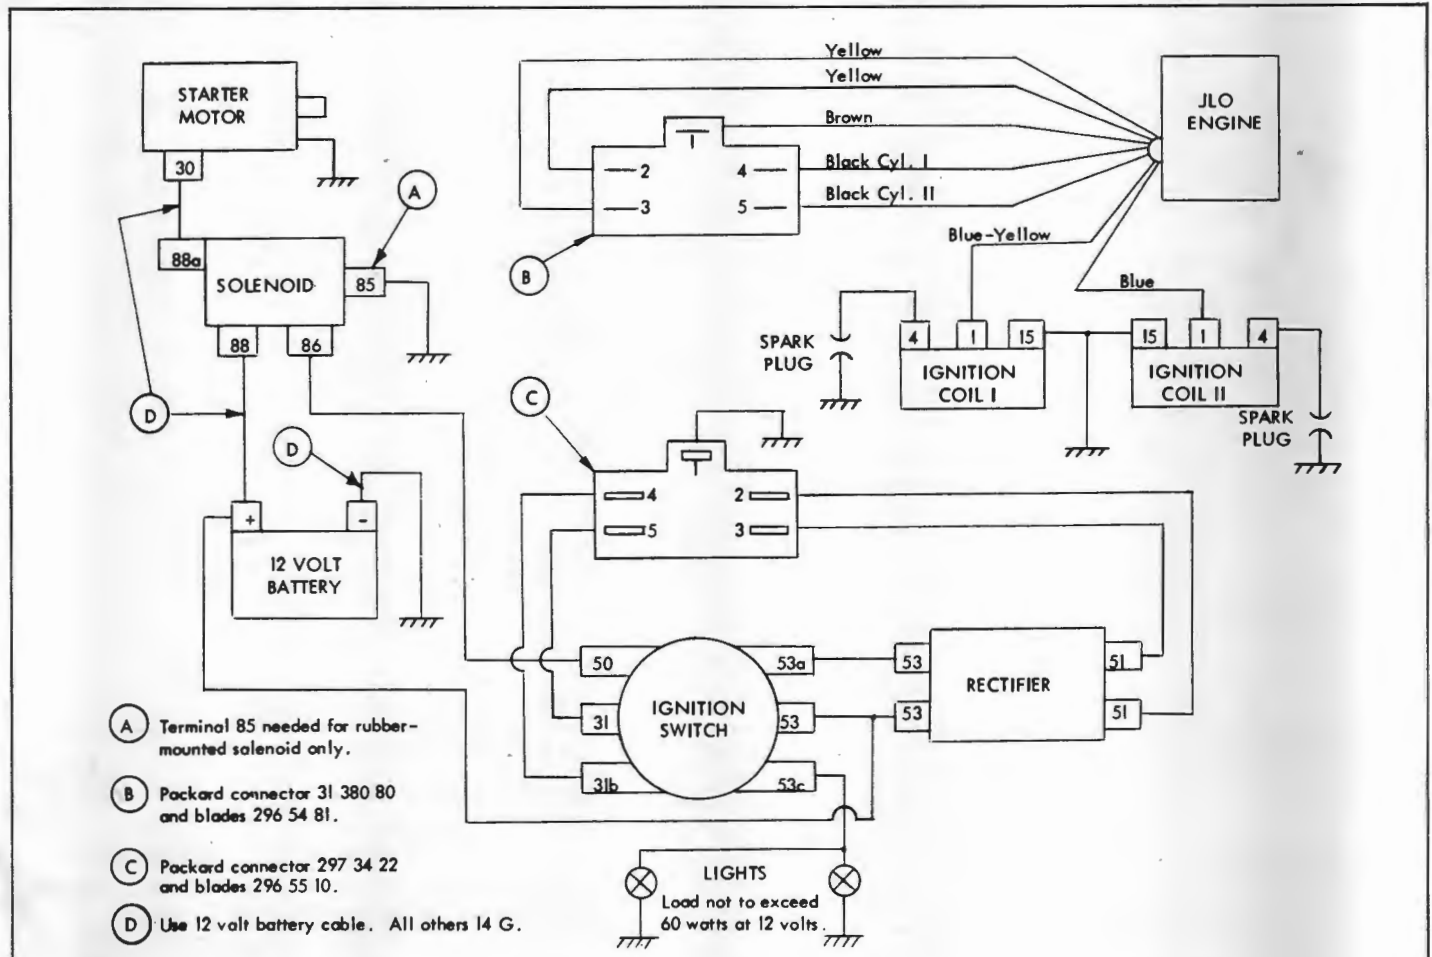 STARTER
MOTOR
30
88a
SOLENOID
85
88
86
A
D
D
+
-
12 VOLT
BATTERY
Yellow
Yellow
Brown
Black Cyl. I
Black Cyl. II
JLO
ENGINE
1
2
4
3
5
B
Blue-Yellow
Blue
SPARK
PLUG
4
1
15
IGNITION
COIL I
15
1
4
IGNITION
COIL II
SPARK
PLUG
C
4
2
5
3
50
53a
31
IGNITION
SWITCH
53
31b
53c
53
53
RECTIFIER
51
51
LIGHTS
Load not to exceed
60 watts at 12 volts.
A Terminal 85 needed for rubber-
mounted solenoid only.
B Packard connector 31 380 80
and blades 296 54 81.
C Packard connector 297 34 22
and blades 296 55 10.
D Use 12 volt battery cable. All others 14 G.